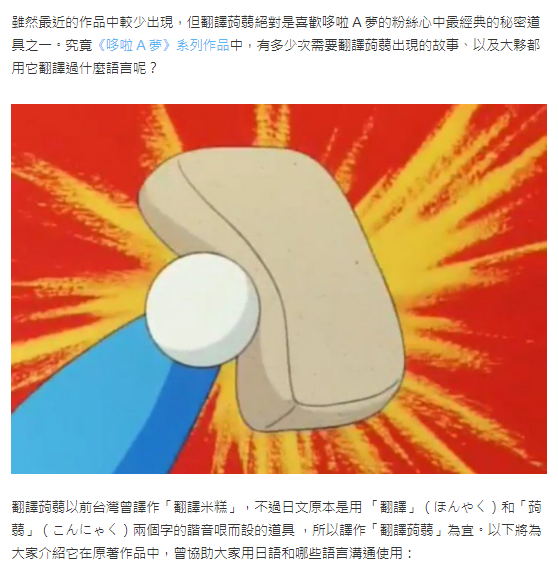 雖然最近的作品中較少出現，但翻譯蒟蒻絕對是喜歡哆啦Ａ夢的粉絲心中最經典的秘密道
具之一。究竟《哆啦Ａ夢》系列作品中，有多少次需要翻譯蒟蒻出現的故事、以及大夥都
用它翻譯過什麼語言呢？
翻譯蒟蒻以前台灣曾譯作「翻譯米糕」，不過日文原本是用 「翻譯」（ほんやく）和「蒟
蒻」（こんにゃく）兩個字的諧音哏而設的道具 ，所以譯作「翻譯蒟蒻」為宜。以下將為
大家介紹它在原著作品中，曾協助大家用日語和哪些語言溝通使用：